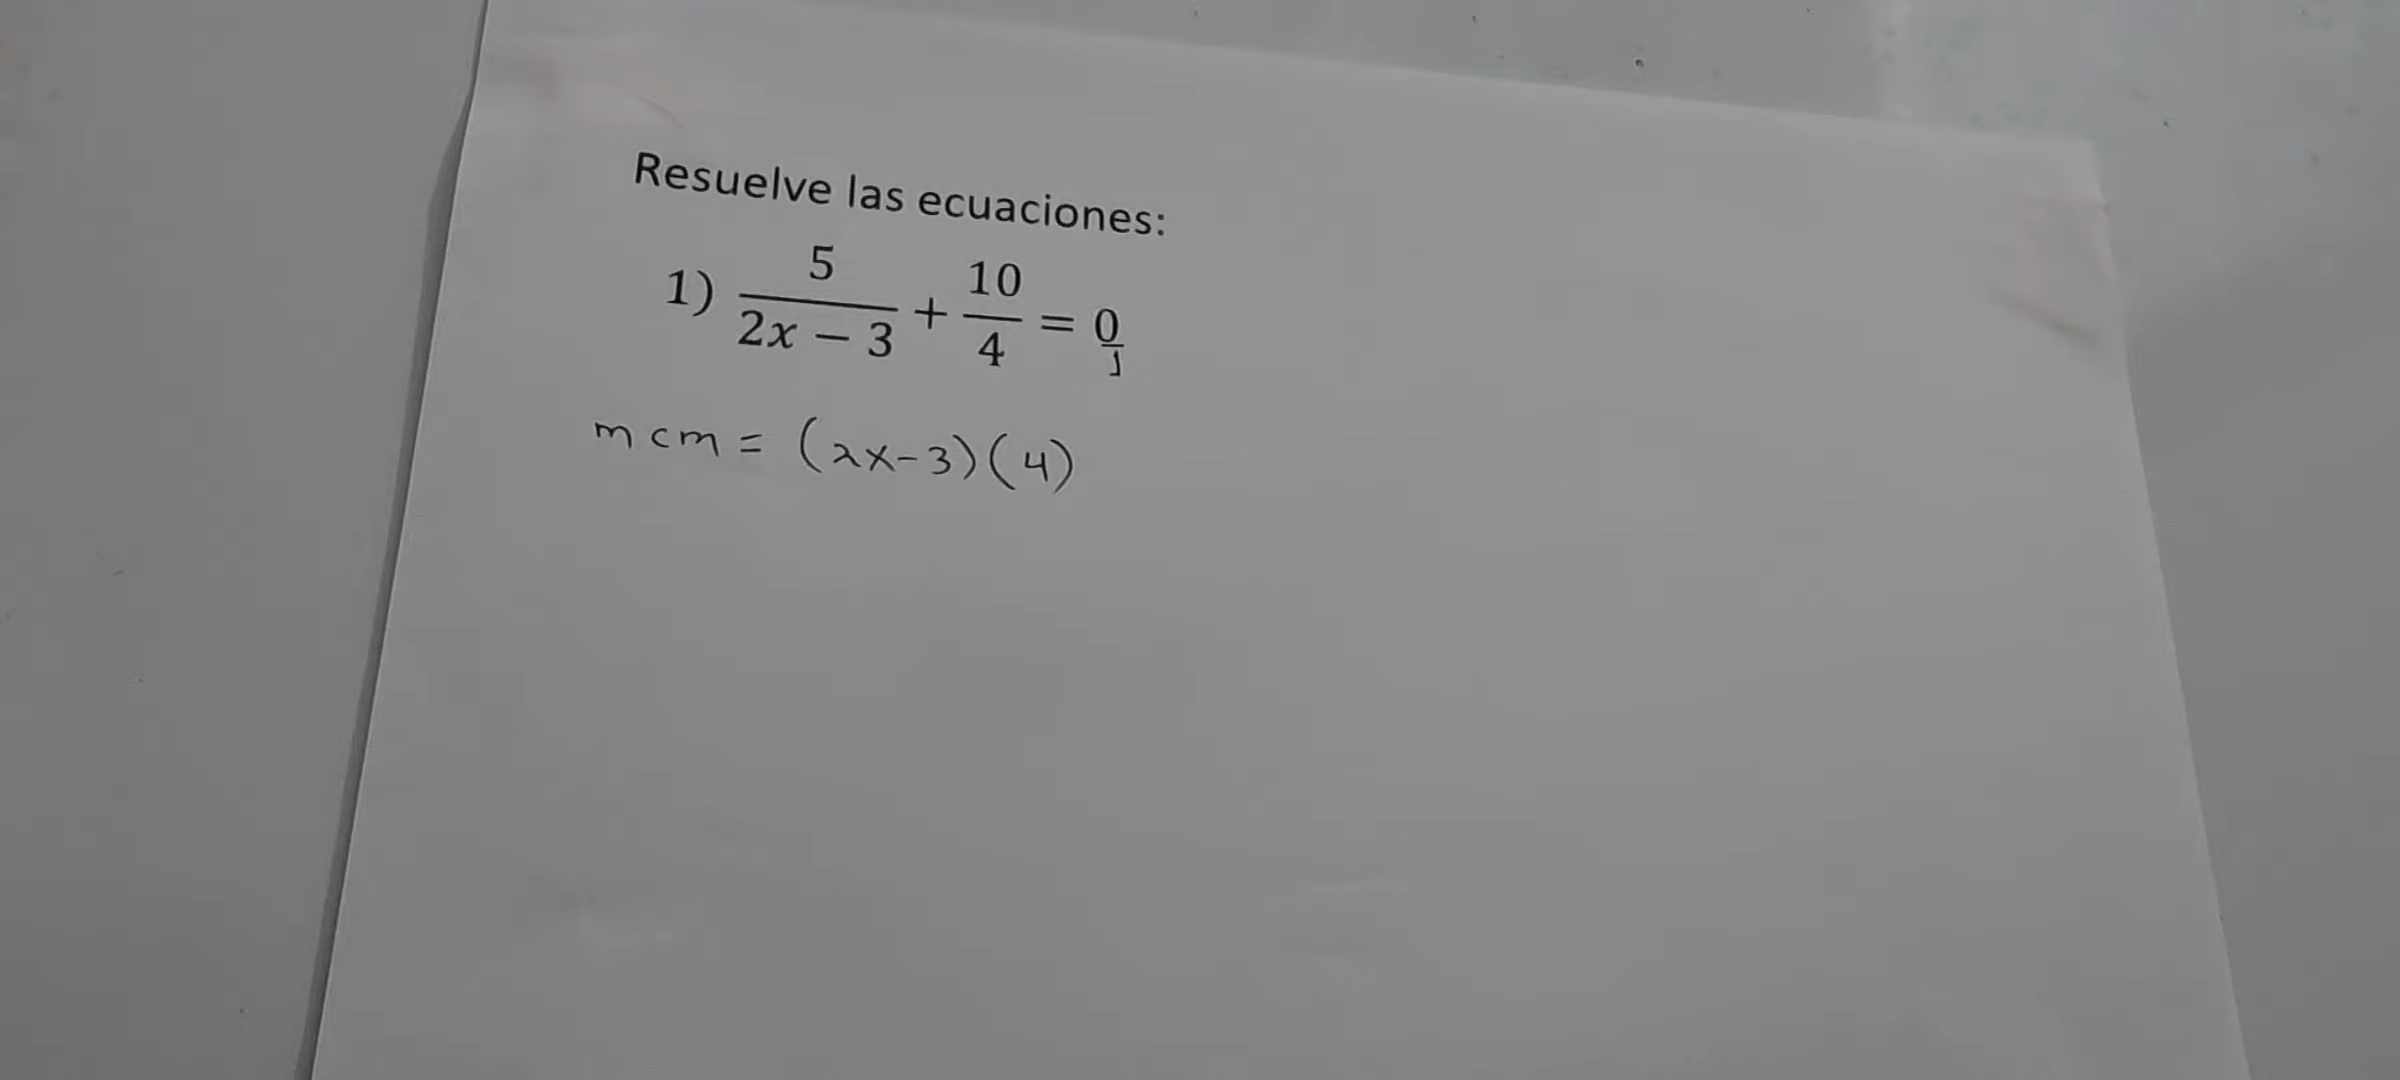 Resuelve las ecuaciones:
1) 5/(2x − 3) + 10/4 = 0/1
mcm = (2x-3)(4)